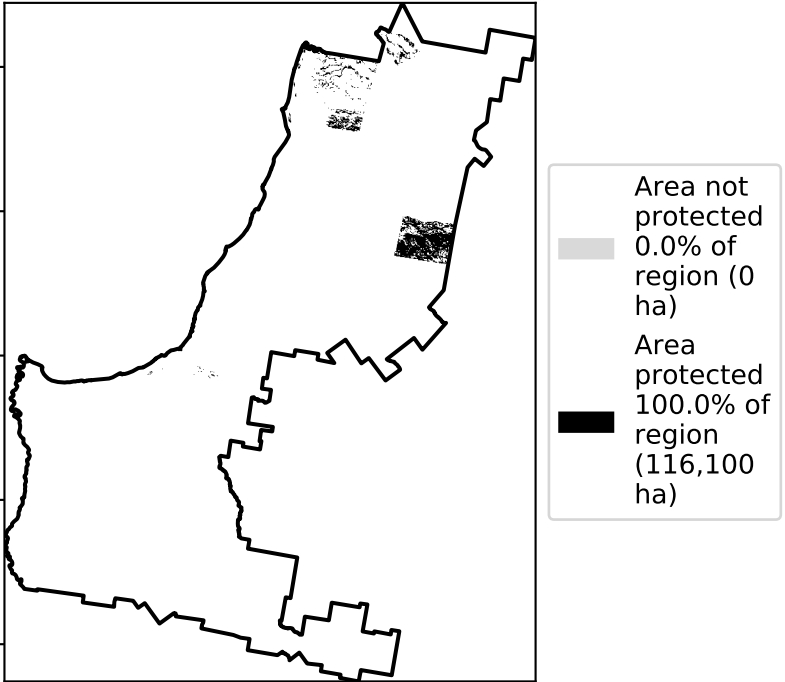 Area not
protected
0.0% of
region (0
ha)
Area
protected
100.0% of
region
(116,100
ha)